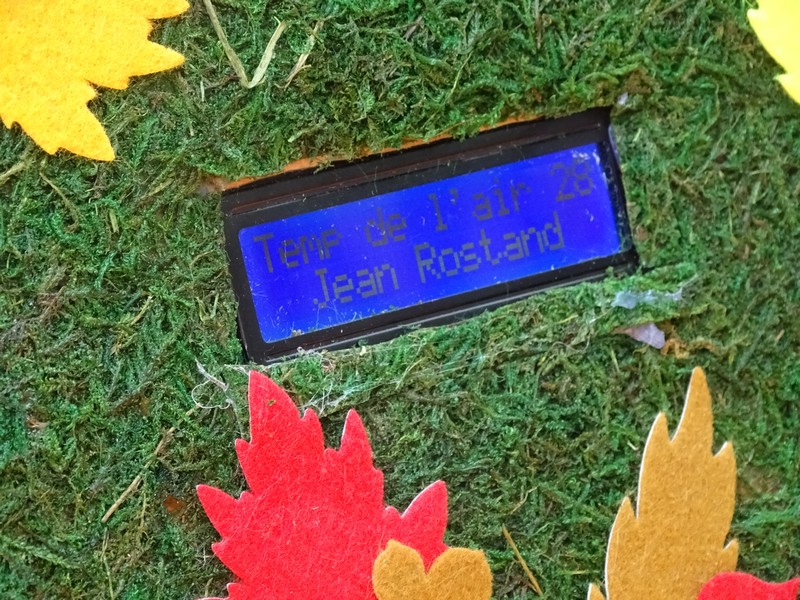 Temp de l'air 28
Jean Rostand